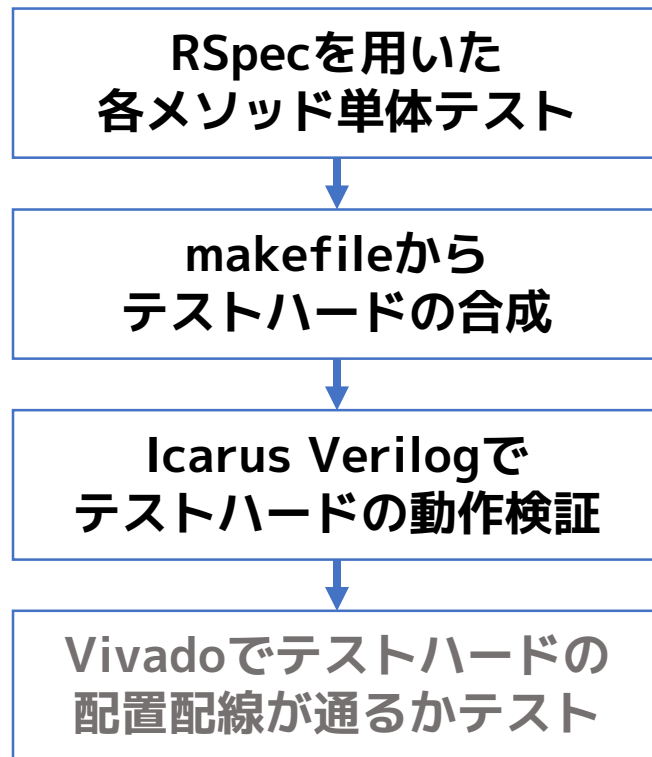 RSpecを用いた
各メソッド単体テスト
makefileから
テストハードの合成
Icarus Verilogで
テストハードの動作検証
Vivadoでテストハードの
配置配線が通るかテスト